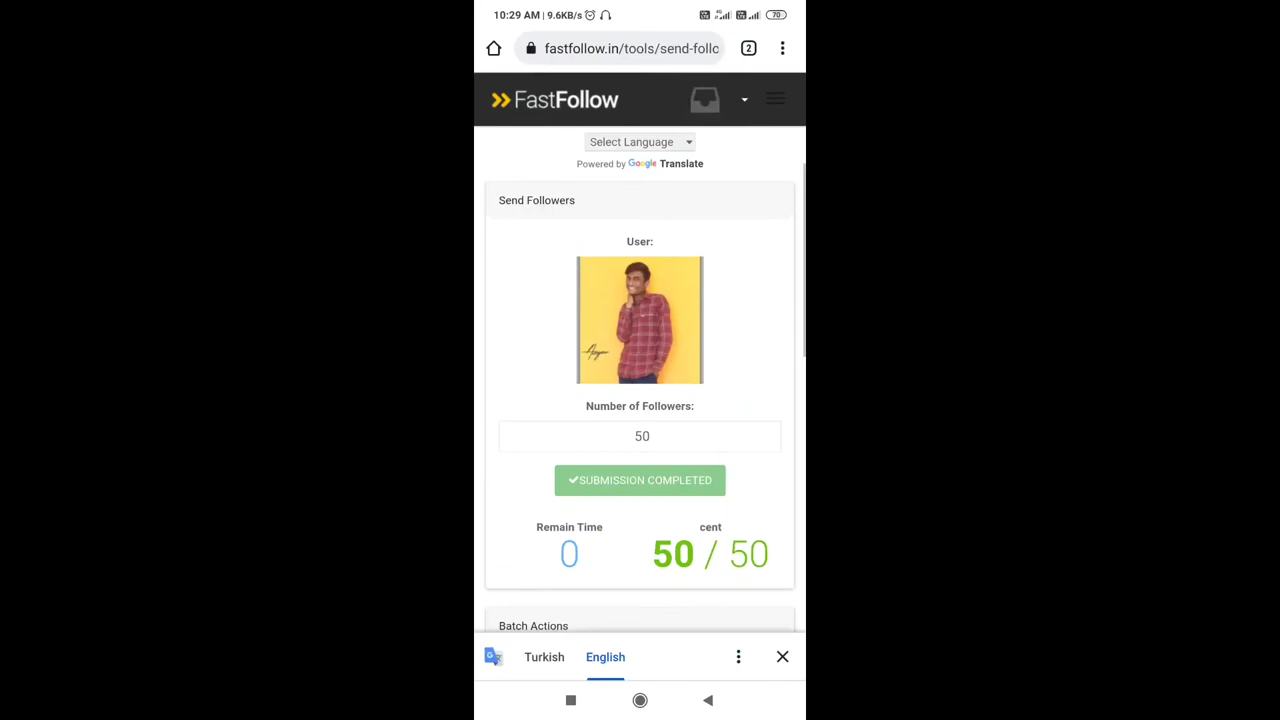 10:29 AM | 9.6KB/s
4G
70
fastfollow.in/tools/send-follo
2
FastFollow
Select Language
Powered by Google Translate
Send Followers
User:
Number of Followers:
50
SUBMISSION COMPLETED
Remain Time
cent
0
50 / 50
Batch Actions
Turkish
English